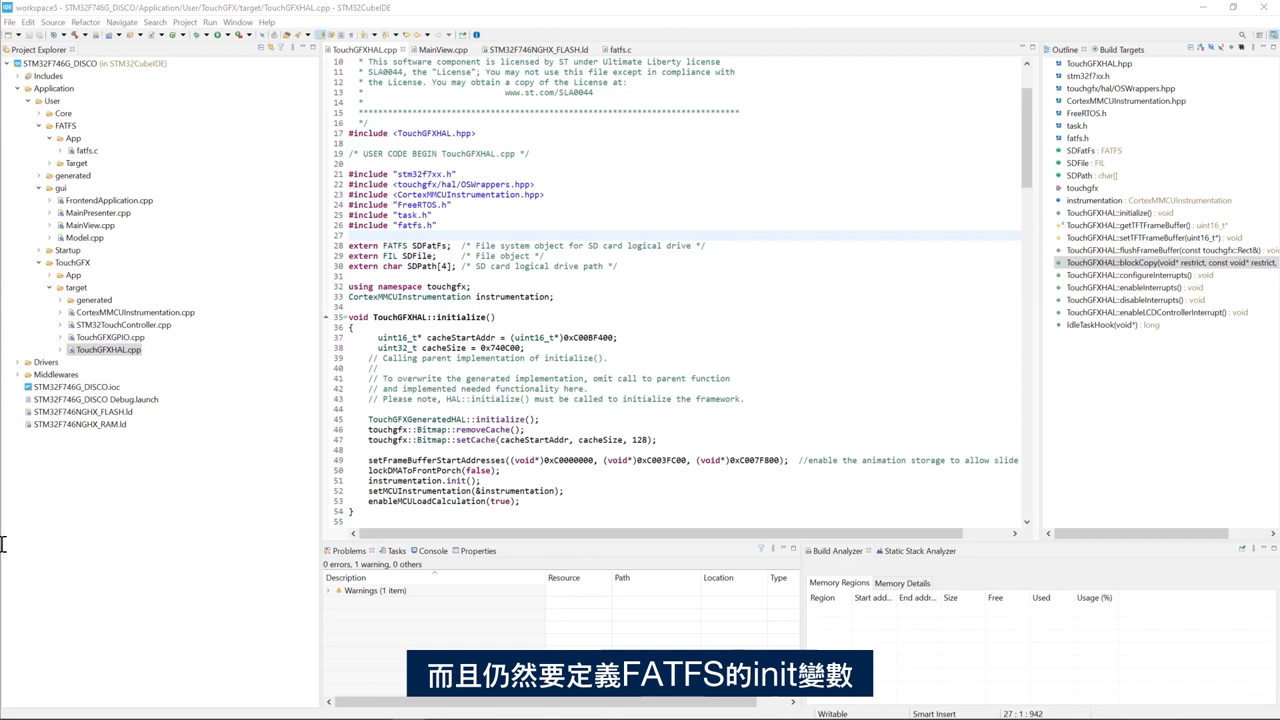 workspace5 - STM32F746G_DISCO/Application/User/TouchGFX/target/TouchGFXHAL.cpp - STM32CubeIDE
File Edit Source Refactor Navigate Search Project Run Window Help
Project Explorer
STM32F746G_DISCO (in STM32CubeIDE)
Includes
Application
User
Core
FATFS
App
fatfs.c
Target
generated
gui
FrontendApplication.cpp
MainPresenter.cpp
MainView.cpp
Model.cpp
Startup
TouchGFX
App
target
generated
CortexMMCUInstrumentation.cpp
STM32TouchController.cpp
TouchGFXGPIO.cpp
TouchGFXHAL.cpp
Drivers
Middlewares
STM32F746G_DISCO.ioc
STM32F746G_DISCO Debug.launch
STM32F746NGHX_FLASH.ld
STM32F746NGHX_RAM.ld
TouchGFXHAL.cpp MainView.cpp STM32F746NGHX_FLASH.ld fatfs.c
10 * This software component is licensed by ST under Ultimate Liberty license
11 * SLA0044, the "License"; You may not use this file except in compliance with
12 * the License. You may obtain a copy of the License at:
13 * www.st.com/SLA0044
14 *
15 ******************************************************************************
16 */
17 #include <TouchGFXHAL.hpp>
18
19 /* USER CODE BEGIN TouchGFXHAL.cpp */
20
21 #include "stm32f7xx.h"
22 #include <touchgfx/hal/OSWrappers.hpp>
23 #include <CortexMMCUInstrumentation.hpp>
24 #include "FreeRTOS.h"
25 #include "task.h"
26 #include "fatfs.h"
27
28 extern FATFS SDFatFs; /* File system object for SD card logical drive */
29 extern FIL SDFile; /* File object */
30 extern char SDPath[4]; /* SD card logical drive path */
31
32 using namespace touchgfx;
33 CortexMMCUInstrumentation instrumentation;
34
35 void TouchGFXHAL::initialize()
36 {
37 uint16_t* cacheStartAddr = (uint16_t*)0xC00BF400;
38 uint32_t cacheSize = 0x740C00;
39 // Calling parent implementation of initialize().
40 //
41 // To overwrite the generated implementation, omit call to parent function
42 // and implemented needed functionality here.
43 // Please note, HAL::initialize() must be called to initialize the framework.
44
45 TouchGFXGeneratedHAL::initialize();
46 touchgfx::Bitmap::removeCache();
47 touchgfx::Bitmap::setCache(cacheStartAddr, cacheSize, 128);
48
49 setFrameBufferStartAddresses((void*)0xC0000000, (void*)0xC003FC00, (void*)0xC007F800); //enable the animation storage to allow slide
50 lockDMAToFrontPorch(false);
51 instrumentation.init();
52 setMCUInstrumentation(&instrumentation);
53 enableMCULoadCalculation(true);
54 }
55
Outline Build Targets
TouchGFXHAL.hpp
stm32f7xx.h
touchgfx/hal/OSWrappers.hpp
CortexMMCUInstrumentation.hpp
FreeRTOS.h
task.h
fatfs.h
SDFatFs : FATFS
SDFile : FIL
SDPath : char[]
touchgfx
instrumentation : CortexMMCUInstrumentation
TouchGFXHAL::initialize() : void
TouchGFXHAL::getTFTFrameBuffer() : uint16_t*
TouchGFXHAL::setTFTFrameBuffer(uint16_t*) : void
TouchGFXHAL::flushFrameBuffer(const touchgfx::Rect&) : void
TouchGFXHAL::blockCopy(void* restrict, const void* restrict,
TouchGFXHAL::configureInterrupts() : void
TouchGFXHAL::enableInterrupts() : void
TouchGFXHAL::disableInterrupts() : void
TouchGFXHAL::enableLCDControllerInterrupt() : void
IdleTaskHook(void*) : long
Problems Tasks Console Properties
0 errors, 1 warning, 0 others
Description Resource Path Location Type
Warnings (1 item)
Build Analyzer Static Stack Analyzer
Memory Regions Memory Details
Region Start add... End addr... Size Free Used Usage (%)
而且仍然要定義FATFS的init變數
Writable Smart Insert 27 : 1 : 942